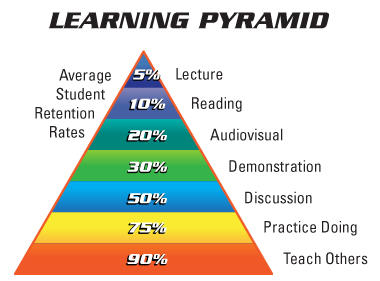 LEARNING PYRAMID
Average
Student
Retention
Rates
5% Lecture
10% Reading
20% Audiovisual
30% Demonstration
50% Discussion
75% Practice Doing
90% Teach Others